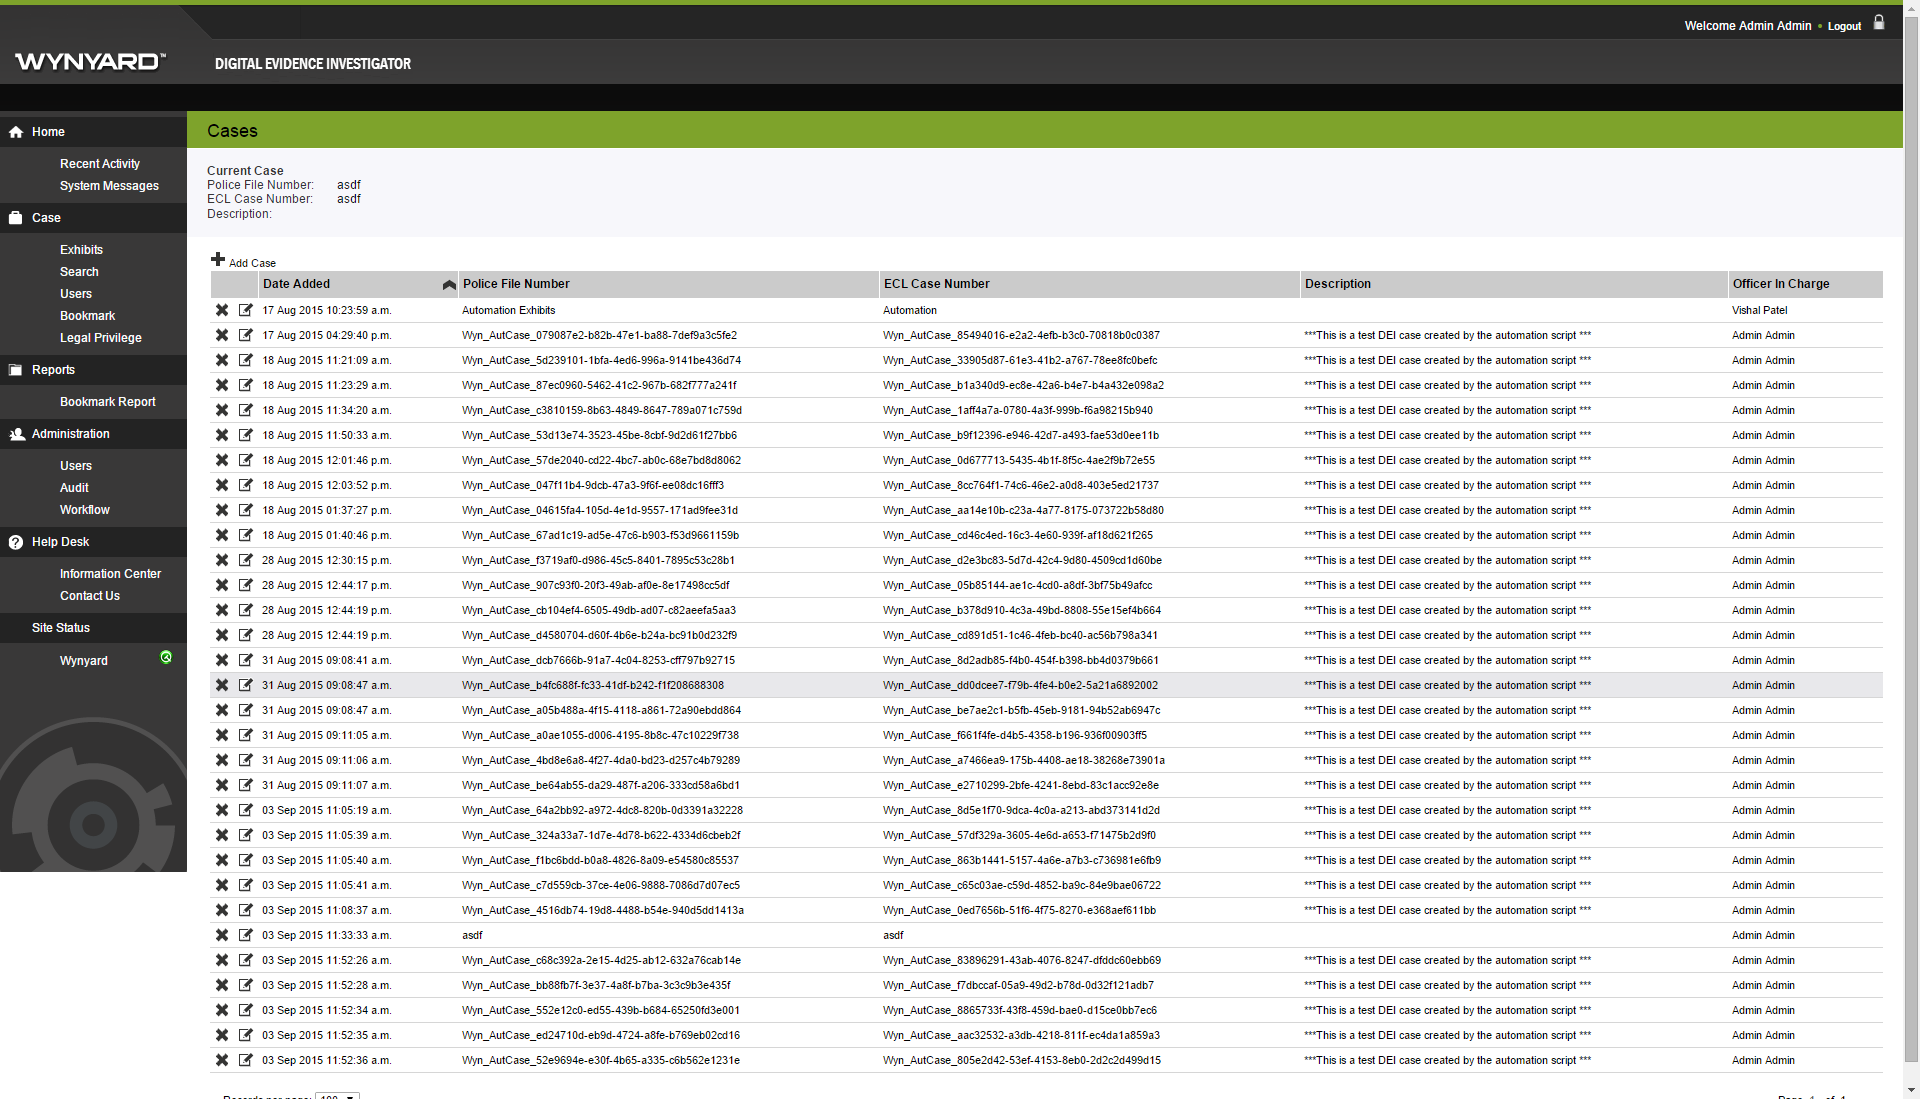 Welcome Admin Admin • Logout
WYNYARD™
DIGITAL EVIDENCE INVESTIGATOR
Home
Recent Activity
System Messages
Case
Exhibits
Search
Users
Bookmark
Legal Privilege
Reports
Bookmark Report
Administration
Users
Audit
Workflow
Help Desk
Information Center
Contact Us
Site Status
Wynyard
Cases
Current Case
Police File Number: asdf
ECL Case Number: asdf
Description:
Add Case
Date Added Police File Number ECL Case Number Description Officer In Charge
17 Aug 2015 10:23:59 a.m. Automation Exhibits Automation Vishal Patel
17 Aug 2015 04:29:40 p.m. Wyn_AutCase_079087e2-b82b-47e1-ba88-7def9a3c5fe2 Wyn_AutCase_85494016-e2a2-4efb-b3c0-70818b0c0387 ***This is a test DEI case created by the automation script *** Admin Admin
18 Aug 2015 11:21:09 a.m. Wyn_AutCase_5d239101-1bfa-4ed6-996a-9141be436d74 Wyn_AutCase_33905d87-61e3-41b2-a767-78ee8fc0befc ***This is a test DEI case created by the automation script *** Admin Admin
18 Aug 2015 11:23:29 a.m. Wyn_AutCase_87ec0960-5462-41c2-967b-682f777a241f Wyn_AutCase_b1a340d9-ec8e-42a6-b4e7-b4a432e098a2 ***This is a test DEI case created by the automation script *** Admin Admin
18 Aug 2015 11:34:20 a.m. Wyn_AutCase_c3810159-8b63-4849-8647-789a071c759d Wyn_AutCase_1aff4a7a-0780-4a3f-999b-f6a98215b940 ***This is a test DEI case created by the automation script *** Admin Admin
18 Aug 2015 11:50:33 a.m. Wyn_AutCase_53d13e74-3523-45be-8cbf-9d2d61f27bb6 Wyn_AutCase_b9f12396-e946-42d7-a493-fae53d0ee11b ***This is a test DEI case created by the automation script *** Admin Admin
18 Aug 2015 12:01:46 p.m. Wyn_AutCase_57de2040-cd22-4bc7-ab0c-68e7bd8d8062 Wyn_AutCase_0d677713-5435-4b1f-8f5c-4ae2f9b72e55 ***This is a test DEI case created by the automation script *** Admin Admin
18 Aug 2015 12:03:52 p.m. Wyn_AutCase_047f11b4-9dcb-47a3-9f6f-ee08dc16fff3 Wyn_AutCase_8cc764f1-74c6-46e2-a0d8-403e5ed21737 ***This is a test DEI case created by the automation script *** Admin Admin
18 Aug 2015 01:37:27 p.m. Wyn_AutCase_04615fa4-105d-4e1d-9557-171ad9fee31d Wyn_AutCase_aa14e10b-c23a-4a77-8175-073722b58d80 ***This is a test DEI case created by the automation script *** Admin Admin
18 Aug 2015 01:40:46 p.m. Wyn_AutCase_67ad1c19-ad5e-47c6-b903-f53d9661159b Wyn_AutCase_cd46c4ed-16c3-4e60-939f-af18d621f265 ***This is a test DEI case created by the automation script *** Admin Admin
28 Aug 2015 12:30:15 p.m. Wyn_AutCase_f3719af0-d986-45c5-8401-7895c53c28b1 Wyn_AutCase_d2e3bc83-5d7d-42c4-9d80-4509cd1d60be ***This is a test DEI case created by the automation script *** Admin Admin
28 Aug 2015 12:44:17 p.m. Wyn_AutCase_907c93f0-20f3-49ab-af0e-8e17498cc5df Wyn_AutCase_05b85144-ae1c-4cd0-a8df-3bf75b49afcc ***This is a test DEI case created by the automation script *** Admin Admin
28 Aug 2015 12:44:19 p.m. Wyn_AutCase_cb104ef4-6505-49db-ad07-c82aeefa5aa3 Wyn_AutCase_b378d910-4c3a-49bd-8808-55e15ef4b664 ***This is a test DEI case created by the automation script *** Admin Admin
28 Aug 2015 12:44:19 p.m. Wyn_AutCase_d4580704-d60f-4b6e-b24a-bc91b0d232f9 Wyn_AutCase_cd891d51-1c46-4feb-bc40-ac56b798a341 ***This is a test DEI case created by the automation script *** Admin Admin
31 Aug 2015 09:08:41 a.m. Wyn_AutCase_dcb7666b-91a7-4c04-8253-cff797b92715 Wyn_AutCase_8d2adb85-f4b0-454f-b398-bb4d0379b661 ***This is a test DEI case created by the automation script *** Admin Admin
31 Aug 2015 09:08:47 a.m. Wyn_AutCase_b4fc688f-fc33-41df-b242-f1f208688308 Wyn_AutCase_dd0dcee7-f79b-4fe4-b0e2-5a21a6892002 ***This is a test DEI case created by the automation script *** Admin Admin
31 Aug 2015 09:08:47 a.m. Wyn_AutCase_a05b488a-4f15-4118-a861-72a90ebdd864 Wyn_AutCase_be7ae2c1-b5fb-45eb-9181-94b52ab6947c ***This is a test DEI case created by the automation script *** Admin Admin
31 Aug 2015 09:11:05 a.m. Wyn_AutCase_a0ae1055-d006-4195-8b8c-47c10229f738 Wyn_AutCase_f661f4fe-d4b5-4358-b196-936f00903ff5 ***This is a test DEI case created by the automation script *** Admin Admin
31 Aug 2015 09:11:06 a.m. Wyn_AutCase_4bd8e6a8-4f27-4da0-bd23-d257c4b79289 Wyn_AutCase_a7466ea9-175b-4408-ae18-38268e73901a ***This is a test DEI case created by the automation script *** Admin Admin
31 Aug 2015 09:11:07 a.m. Wyn_AutCase_be64ab55-da29-487f-a206-333cd58a6bd1 Wyn_AutCase_e2710299-2bfe-4241-8ebd-83c1acc92e8e ***This is a test DEI case created by the automation script *** Admin Admin
03 Sep 2015 11:05:19 a.m. Wyn_AutCase_64a2bb92-a972-4dc8-820b-0d3391a32228 Wyn_AutCase_8d5e1f70-9dca-4c0a-a213-abd373141d2d ***This is a test DEI case created by the automation script *** Admin Admin
03 Sep 2015 11:05:39 a.m. Wyn_AutCase_324a33a7-1d7e-4d78-b622-4334d6cbeb2f Wyn_AutCase_57df329a-3605-4e6d-a653-f71475b2d9f0 ***This is a test DEI case created by the automation script *** Admin Admin
03 Sep 2015 11:05:40 a.m. Wyn_AutCase_f1bc6bdd-b0a8-4826-8a09-e54580c85537 Wyn_AutCase_863b1441-5157-4a6e-a7b3-c736981e6fb9 ***This is a test DEI case created by the automation script *** Admin Admin
03 Sep 2015 11:05:41 a.m. Wyn_AutCase_c7d559cb-37ce-4e06-9888-7086d7d07ec5 Wyn_AutCase_c65c03ae-c59d-4852-ba9c-84e9bae06722 ***This is a test DEI case created by the automation script *** Admin Admin
03 Sep 2015 11:08:37 a.m. Wyn_AutCase_4516db74-19d8-4488-b54e-940d5dd1413a Wyn_AutCase_0ed7656b-51f6-4f75-8270-e368aef611bb ***This is a test DEI case created by the automation script *** Admin Admin
03 Sep 2015 11:33:33 a.m. asdf asdf Admin Admin
03 Sep 2015 11:52:26 a.m. Wyn_AutCase_c68c392a-2e15-4d25-ab12-632a76cab14e Wyn_AutCase_83896291-43ab-4076-8247-dfddc60ebb69 ***This is a test DEI case created by the automation script *** Admin Admin
03 Sep 2015 11:52:28 a.m. Wyn_AutCase_bb88fb7f-3e37-4a8f-b7ba-3c3c9b3e435f Wyn_AutCase_f7dbccaf-05a9-49d2-b78d-0d32f121adb7 ***This is a test DEI case created by the automation script *** Admin Admin
03 Sep 2015 11:52:34 a.m. Wyn_AutCase_552e12c0-ed55-439b-b684-65250fd3e001 Wyn_AutCase_8865733f-43f8-459d-bae0-d15ce0bb7ec6 ***This is a test DEI case created by the automation script *** Admin Admin
03 Sep 2015 11:52:35 a.m. Wyn_AutCase_ed24710d-eb9d-4724-a8fe-b769eb02cd16 Wyn_AutCase_aac32532-a3db-4218-811f-ec4da1a859a3 ***This is a test DEI case created by the automation script *** Admin Admin
03 Sep 2015 11:52:36 a.m. Wyn_AutCase_52e9694e-e30f-4b65-a335-c6b562e1231e Wyn_AutCase_805e2d42-53ef-4153-8eb0-2d2c2d499d15 ***This is a test DEI case created by the automation script *** Admin Admin
Records per page: 100 Page 1 of 1